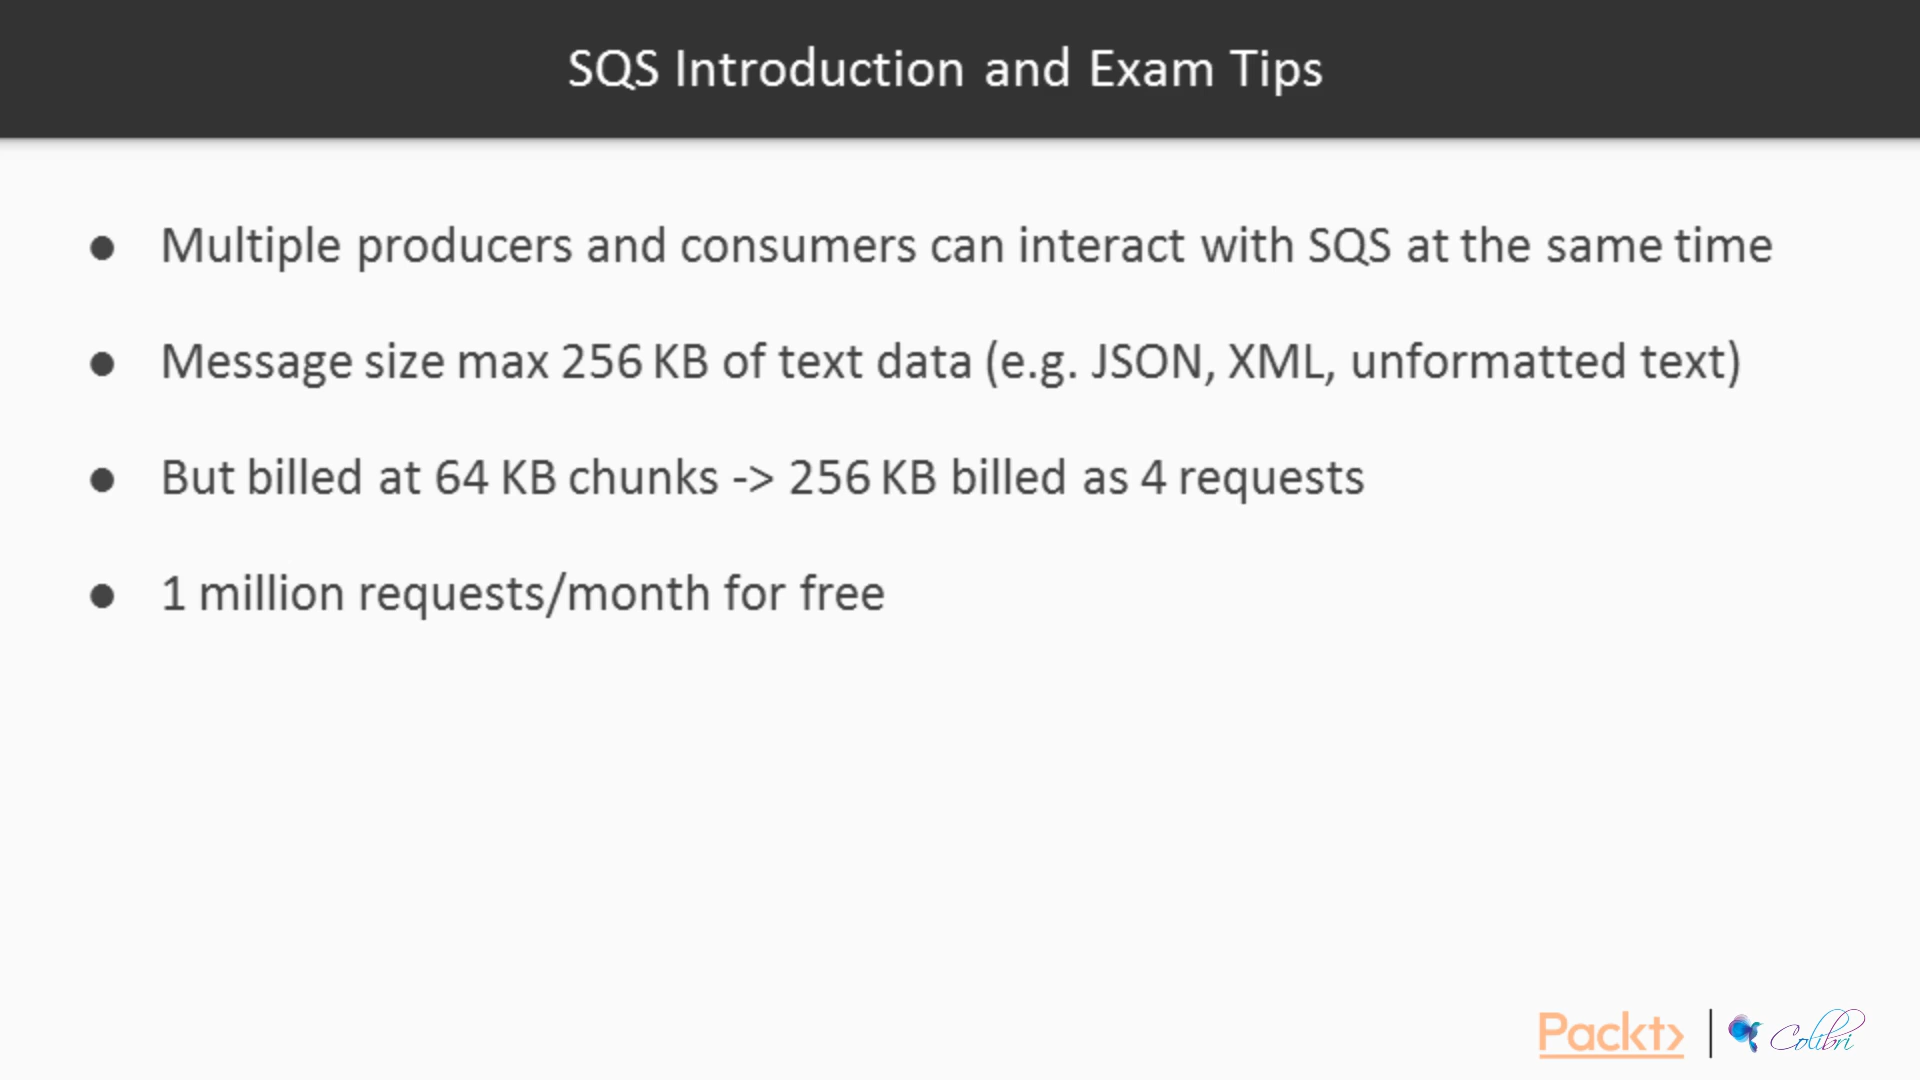 SQS Introduction and Exam Tips
● Multiple producers and consumers can interact with SQS at the same time
● Message size max 256 KB of text data (e.g. JSON, XML, unformatted text)
● But billed at 64 KB chunks -> 256 KB billed as 4 requests
● 1 million requests/month for free
Packt> | Colibri